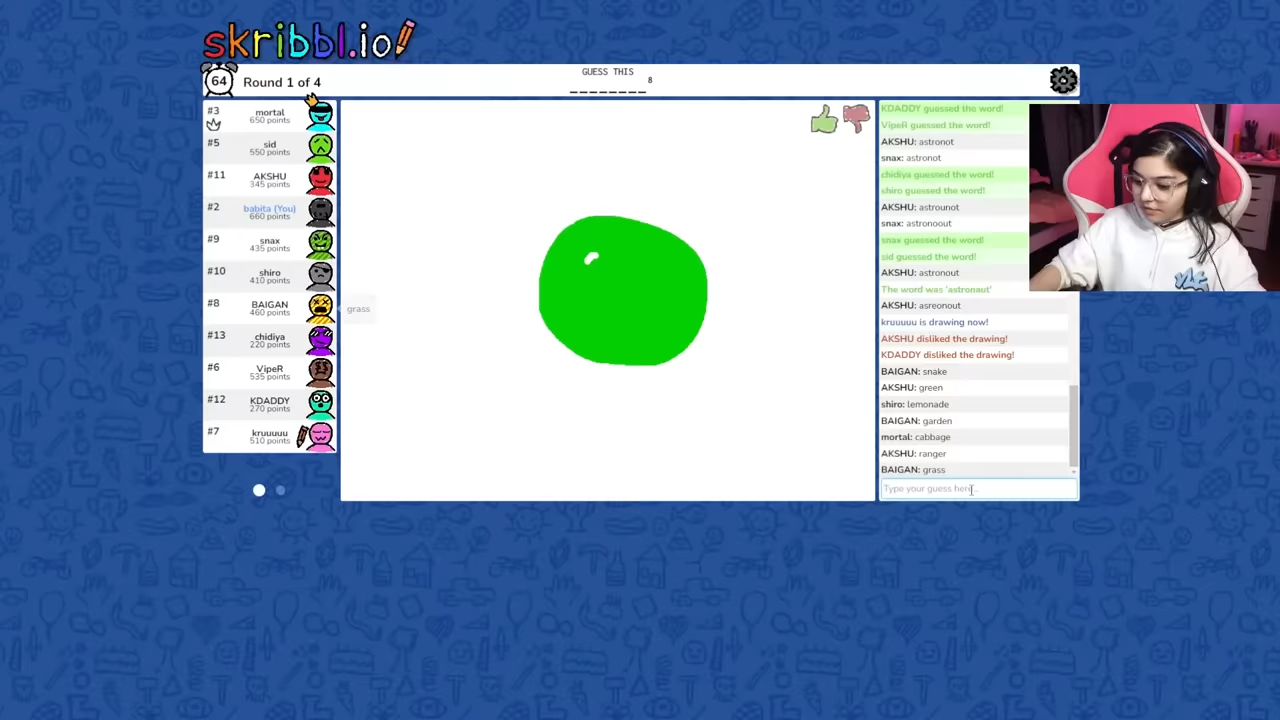 skribbl.io
64
Round 1 of 4
GUESS THIS
________ 8
#3 mortal
650 points
#5 sid
550 points
#11 AKSHU
345 points
#2 babita (You)
660 points
#9 snax
435 points
#10 shiro
410 points
#8 BAIGAN
460 points
grass
#13 chidiya
220 points
#6 VipeR
535 points
#12 KDADDY
270 points
#7 kruuuuu
510 points
KDADDY guessed the word!
VipeR guessed the word!
AKSHU: astronot
snax: astronot
chidiya guessed the word!
shiro guessed the word!
AKSHU: astrounot
snax: astronoout
snax guessed the word!
sid guessed the word!
AKSHU: astronout
The word was 'astronaut'
AKSHU: asreonout
kruuuuu is drawing now!
AKSHU disliked the drawing!
KDADDY disliked the drawing!
BAIGAN: snake
AKSHU: green
shiro: lemonade
BAIGAN: garden
mortal: cabbage
AKSHU: ranger
BAIGAN: grass
Type your guess here...